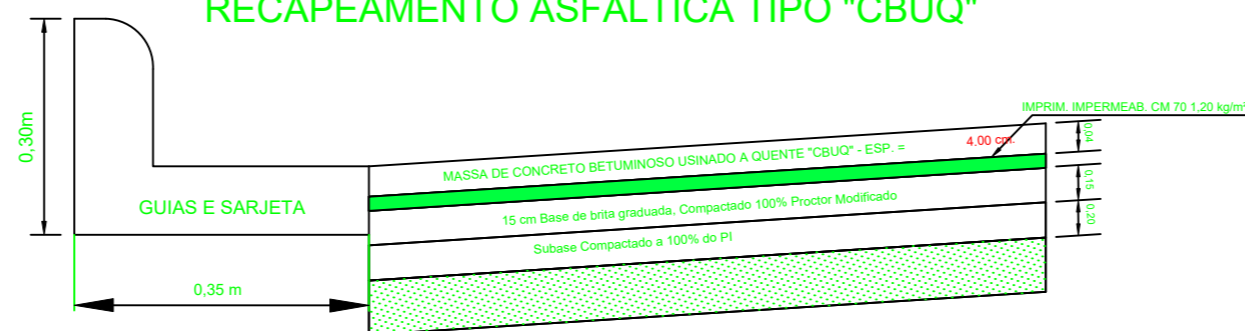 RECAPEAMENTO ASFALTICA TIPO "CBUQ"
0,30m
IMPRIM. IMPERMEAB. CM 70 1.20 kg/m²
MASSA DE CONCRETO BETUMINOSO USINADO A QUENTE "CBUQ" - ESP. = 4.00 cm.
0,04
GUIAS E SARJETA
15 cm Base de brita graduada, Compactado 100% Proctor Modificado
0,15
Subase Compactado a 100% do PI
0,20
0,35 m